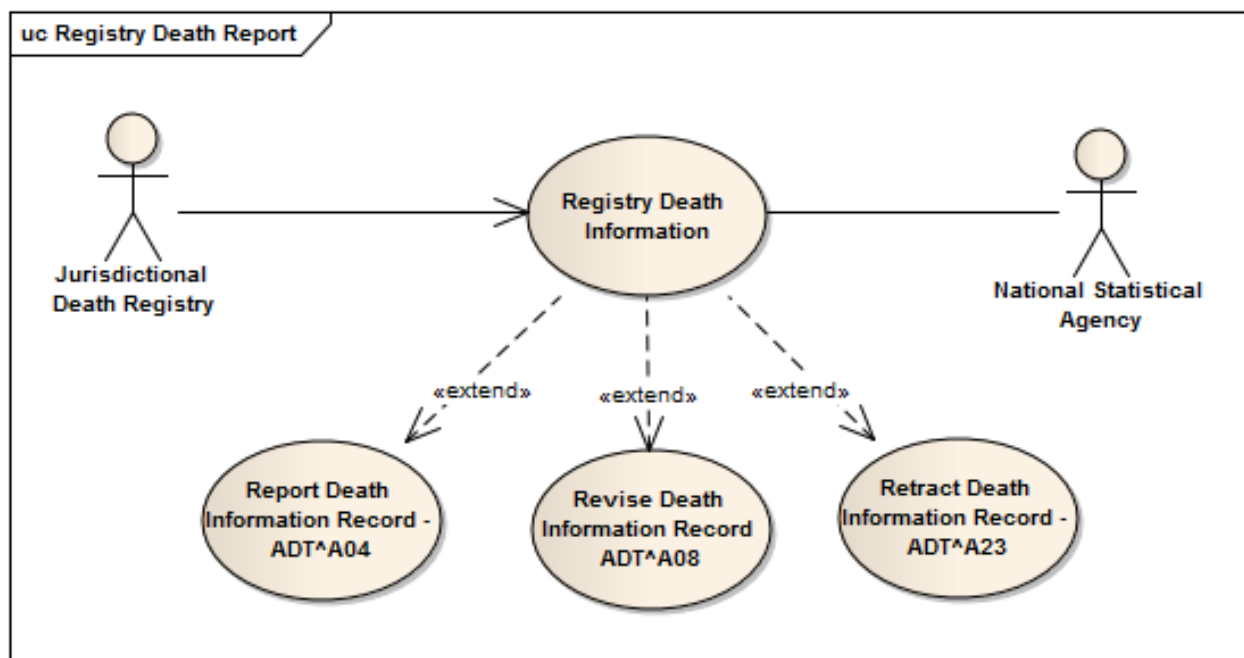 uc Registry Death Report
Registry Death
Information
Jurisdictional
Death Registry
National Statistical
Agency
«extend»
«extend»
«extend»
Report Death
Information Record -
ADT^A04
Revise Death
Information Record
ADT^A08
Retract Death
Information Record -
ADT^A23